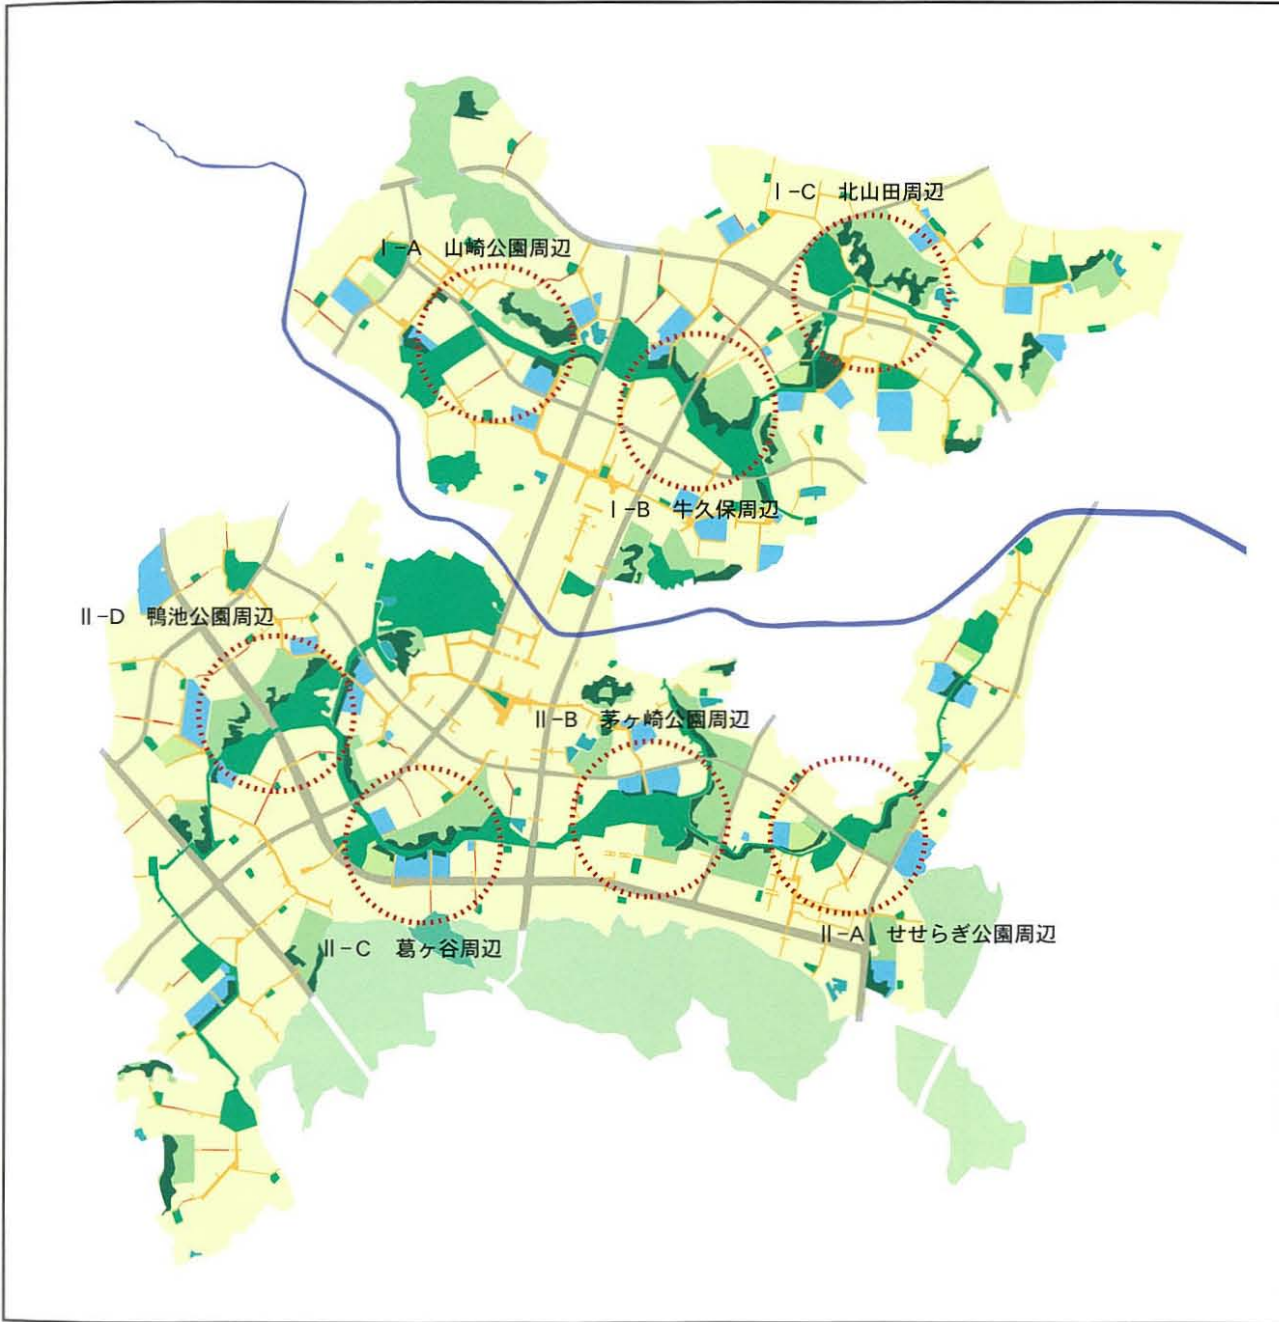 Ⅰ-C 北山田周辺
Ⅰ-A 山崎公園周辺
Ⅰ-B 牛久保周辺
Ⅱ-D 鴨池公園周辺
Ⅱ-B 茅ヶ崎公園周辺
Ⅱ-A せせらぎ公園周辺
Ⅱ-C 葛ヶ谷周辺